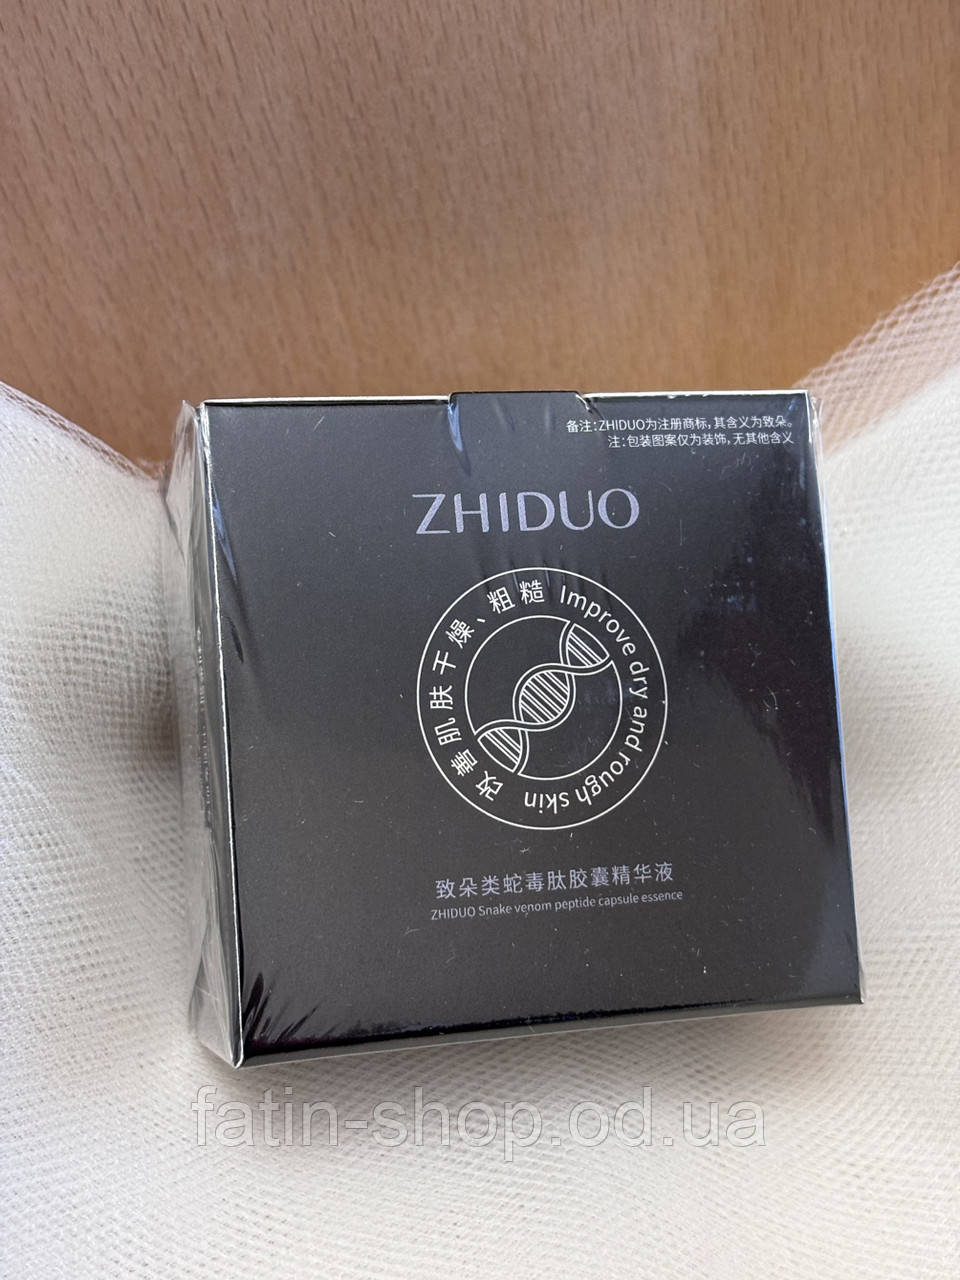 备注:ZHIDUO为注册商标,其含义为致朵。
注:包装图案仅为装饰,无其他含义
ZHIDUO
改善肌肤干燥、粗糙 Improve dry and rough skin
致朵类蛇毒肽胶囊精华液
ZHIDUO Snake venom peptide capsule essence
fatin-shop.od.ua